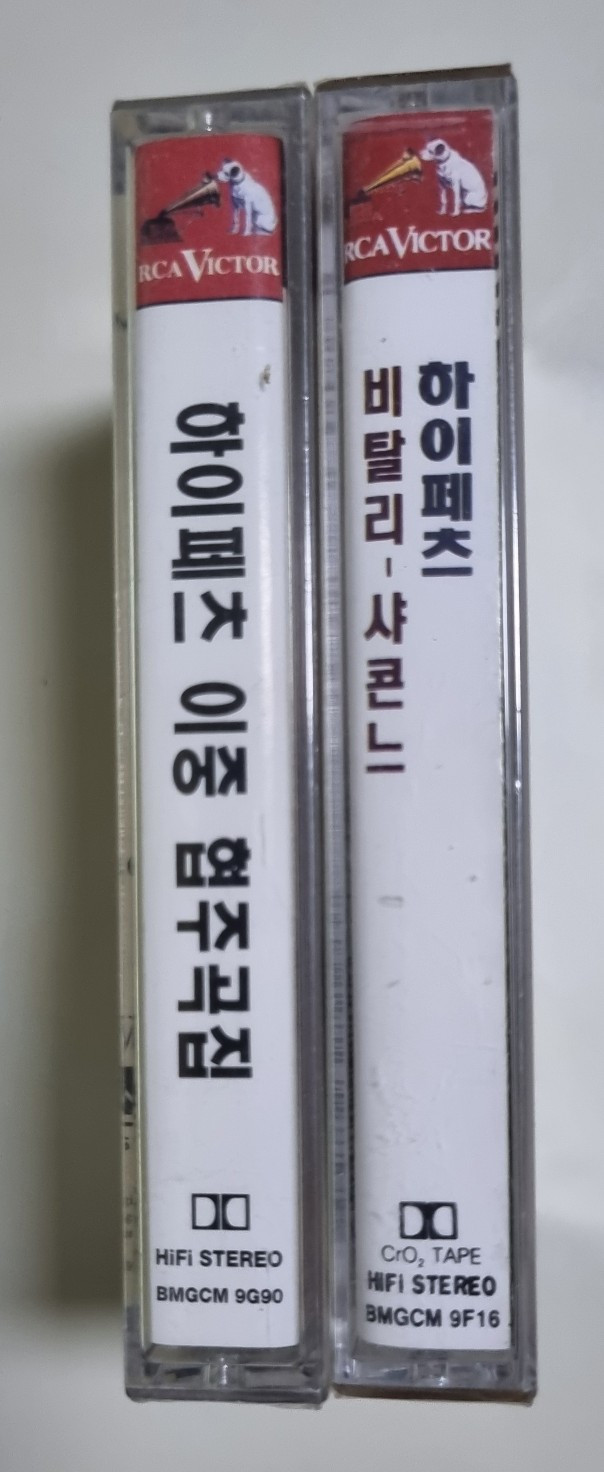 RCA VICTOR
하이페츠 이중 협주곡집
HiFi STEREO
BMGCM 9G90
RCA VICTOR
하이페츠
비탈리-샤콘느
CrO₂ TAPE
HiFi STEREO
BMGCM 9F16